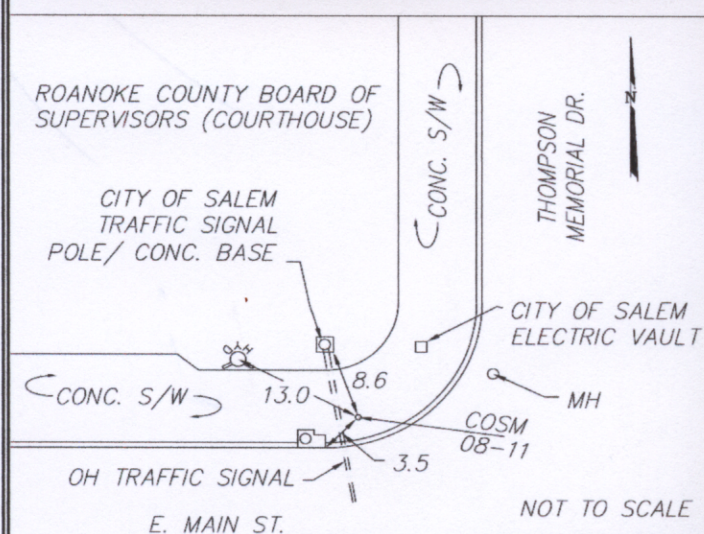 ROANOKE COUNTY BOARD OF
SUPERVISORS (COURTHOUSE)
CONC. S/W
THOMPSON
MEMORIAL DR.
N
CITY OF SALEM
TRAFFIC SIGNAL
POLE/ CONC. BASE
CITY OF SALEM
ELECTRIC VAULT
8.6
MH
CONC. S/W
13.0
COSM
08-11
3.5
OH TRAFFIC SIGNAL
NOT TO SCALE
E. MAIN ST.